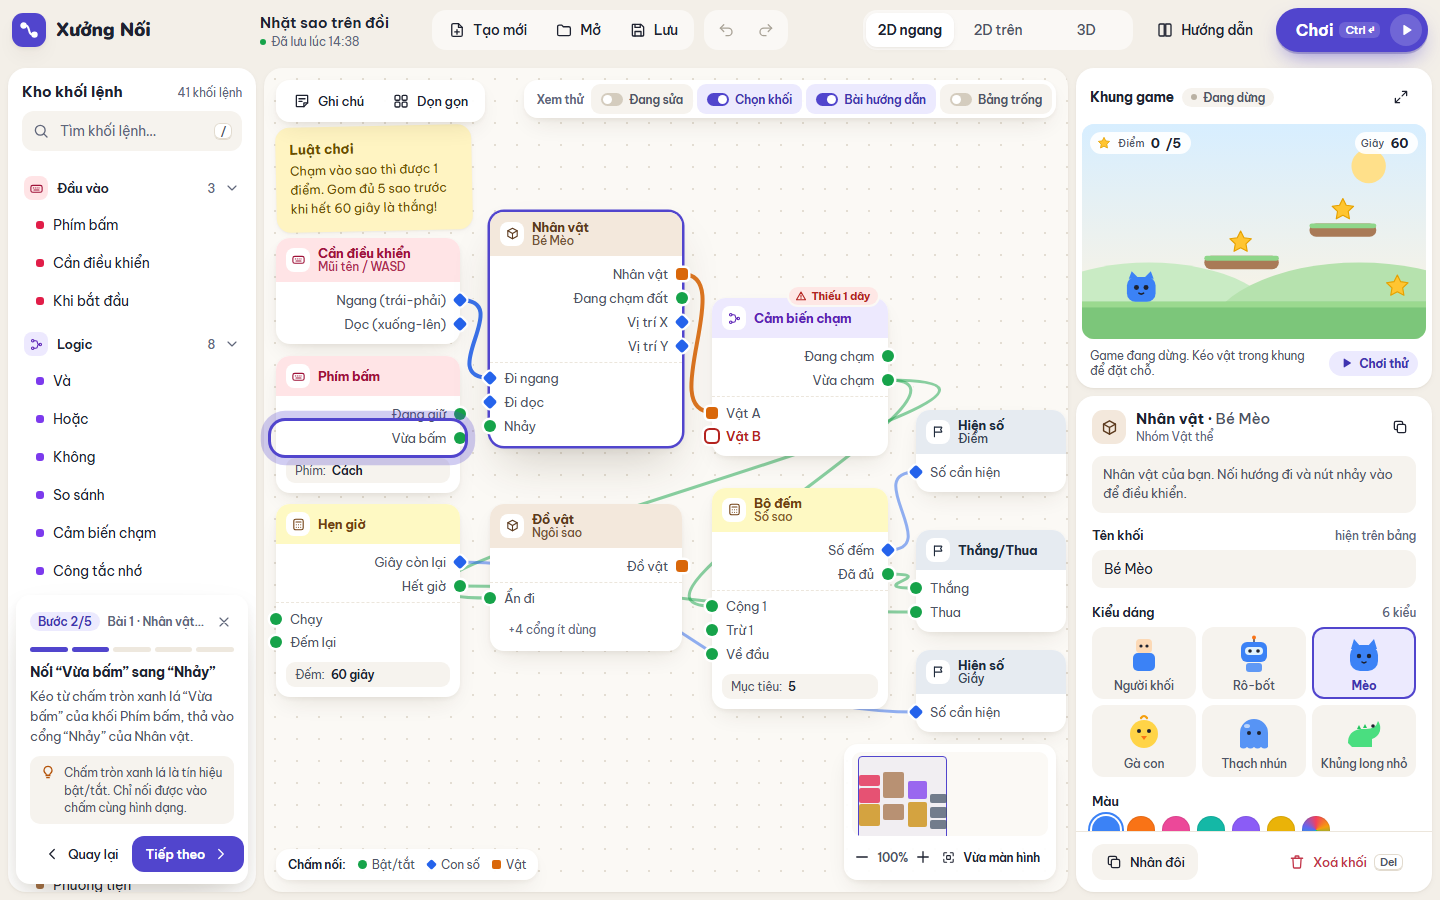 Xưởng Nối
Nhặt sao trên đồi
Đã lưu lúc 14:38
Tạo mới
Mở
Lưu
2D ngang
2D trên
3D
Hướng dẫn
Chơi
Ctrl ⏎
Kho khối lệnh
41 khối lệnh
Tìm khối lệnh...
/
Đầu vào
3
Phím bấm
Cần điều khiển
Khi bắt đầu
Logic
8
Và
Hoặc
Không
So sánh
Cảm biến chạm
Công tắc nhớ
Bước 2/5
Bài 1 · Nhân vật...
Nối “Vừa bấm” sang “Nhảy”
Kéo từ chấm tròn xanh lá “Vừa
bấm” của khối Phím bấm, thả vào
cổng “Nhảy” của Nhân vật.
Chấm tròn xanh lá là tín hiệu
bật/tắt. Chỉ nối được vào
chấm cùng hình dạng.
Quay lại
Tiếp theo
Phương tiện
Ghi chú
Dọn gọn
Xem thử
Đang sửa
Chọn khối
Bài hướng dẫn
Bảng trống
Luật chơi
Chạm vào sao thì được 1
điểm. Gom đủ 5 sao trước
khi hết 60 giây là thắng!
Cần điều khiển
Mũi tên / WASD
Ngang (trái-phải)
Dọc (xuống-lên)
Phím bấm
Đang giữ
Vừa bấm
Phím: Cách
Hẹn giờ
Giây còn lại
Hết giờ
Chạy
Đếm lại
Đếm: 60 giây
Nhân vật
Bé Mèo
Nhân vật
Đang chạm đất
Vị trí X
Vị trí Y
Đi ngang
Đi dọc
Nhảy
Đồ vật
Ngôi sao
Đồ vật
Ẩn đi
+4 cổng ít dùng
Thiếu 1 dây
Cảm biến chạm
Đang chạm
Vừa chạm
Vật A
Vật B
Bộ đếm
Số sao
Số đếm
Đã đủ
Cộng 1
Trừ 1
Về đầu
Mục tiêu: 5
Hiện số
Điểm
Số cần hiện
Thắng/Thua
Thắng
Thua
Hiện số
Giây
Số cần hiện
Chấm nối:
Bật/tắt
Con số
Vật
100%
Vừa màn hình
Khung game
Đang dừng
Điểm 0 /5
Giây 60
Game đang dừng. Kéo vật trong khung
để đặt chỗ.
Chơi thử
Nhân vật · Bé Mèo
Nhóm Vật thể
Nhân vật của bạn. Nối hướng đi và nút nhảy vào
để điều khiển.
Tên khối
hiện trên bảng
Bé Mèo
Kiểu dáng
6 kiểu
Người khối
Rô-bốt
Mèo
Gà con
Thạch nhún
Khủng long nhỏ
Màu
Nhân đôi
Xoá khối
Del